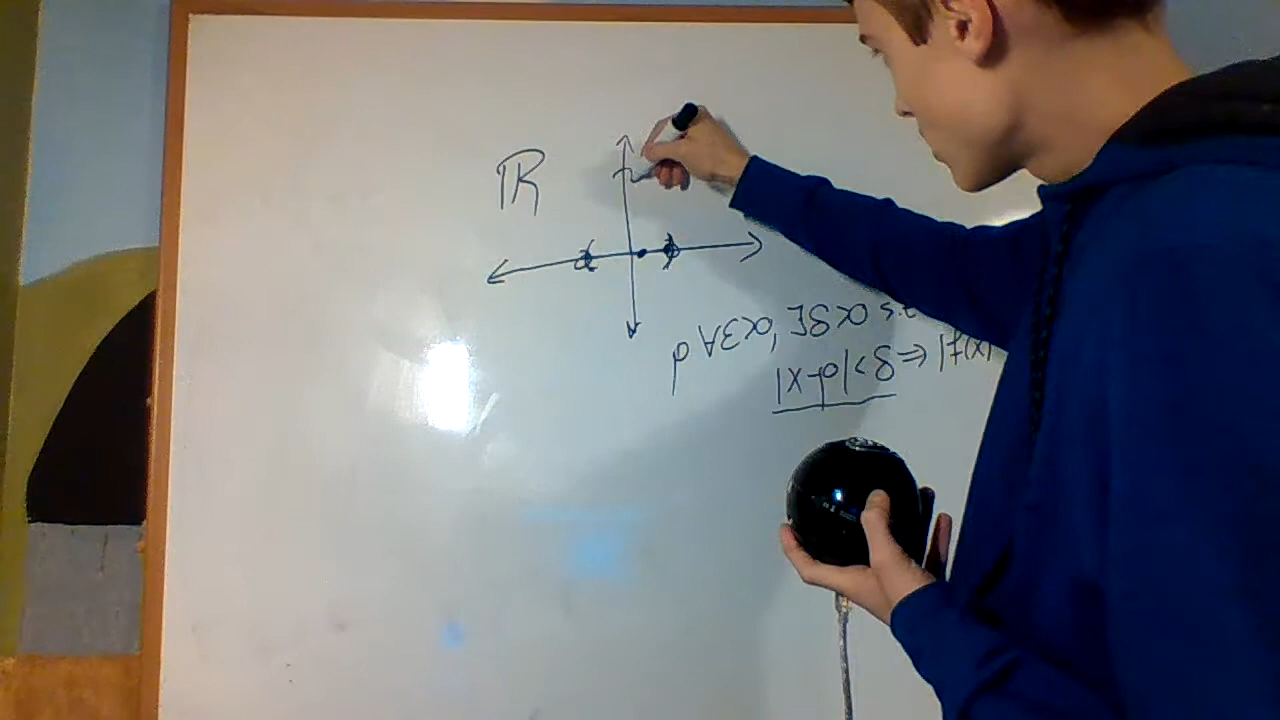 ℝ
p ∀ε>0, ∃δ>0 s.t
|x-p|<δ ⇒ |f(x)